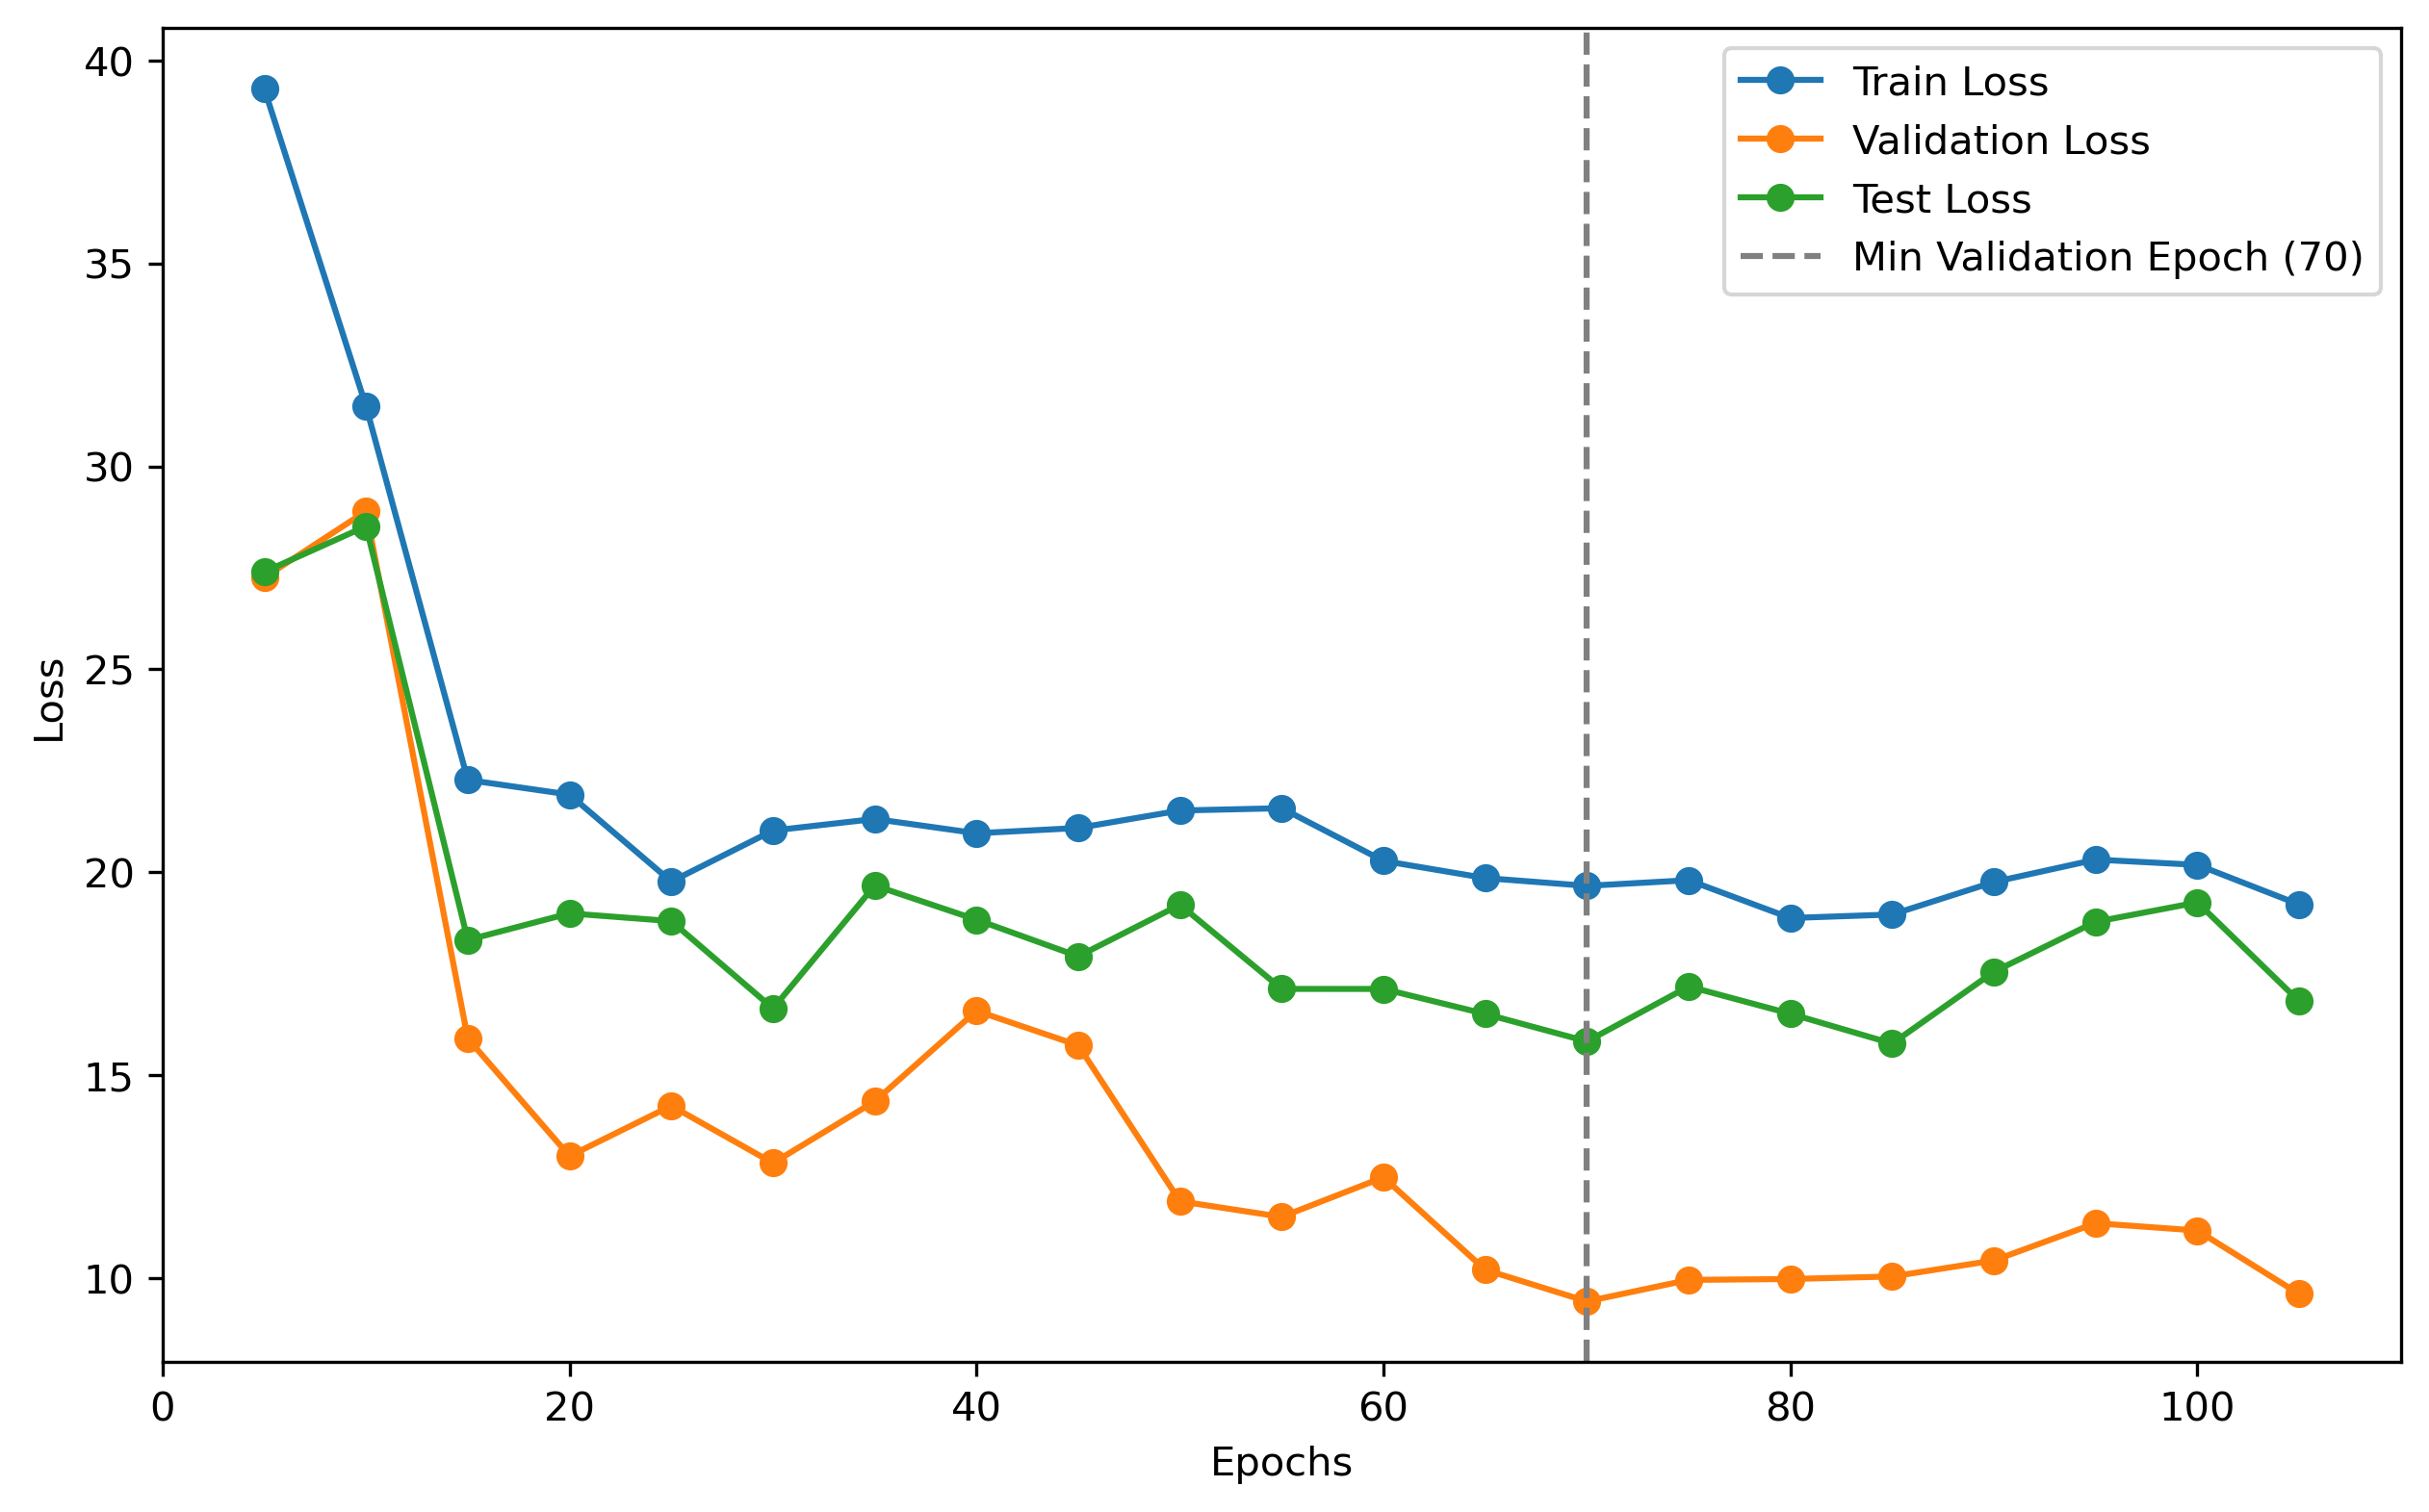 40
35
30
25
20
15
10
Loss
Train Loss
Validation Loss
Test Loss
Min Validation Epoch (70)
0 20 40 60 80 100
Epochs